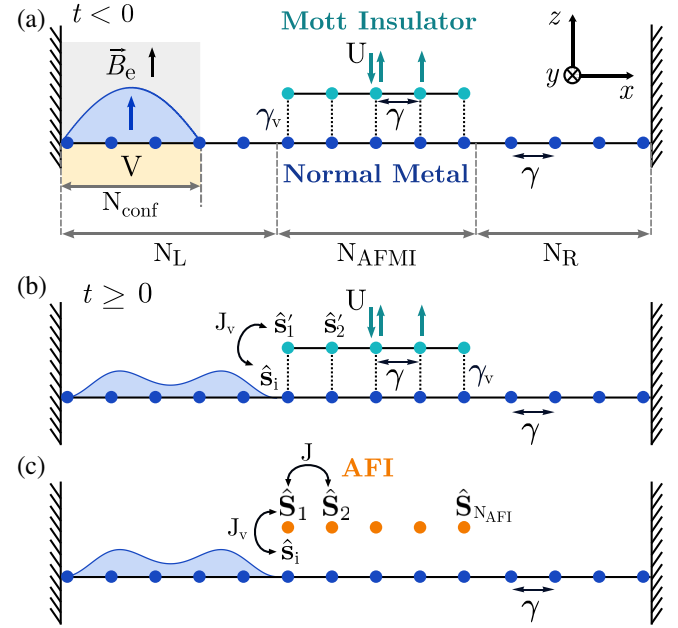 (a) t < 0 Mott Insulator
B⃗e U z
γv γ y x
V Normal Metal γ
Nconf
NL NAFMI NR
(b) t ≥ 0
U
Jv ŝ′1 ŝ′2
ŝi γ γv
γ
(c) J AFI
Ŝ1 Ŝ2 ŜNAFI
Jv
ŝi
γ